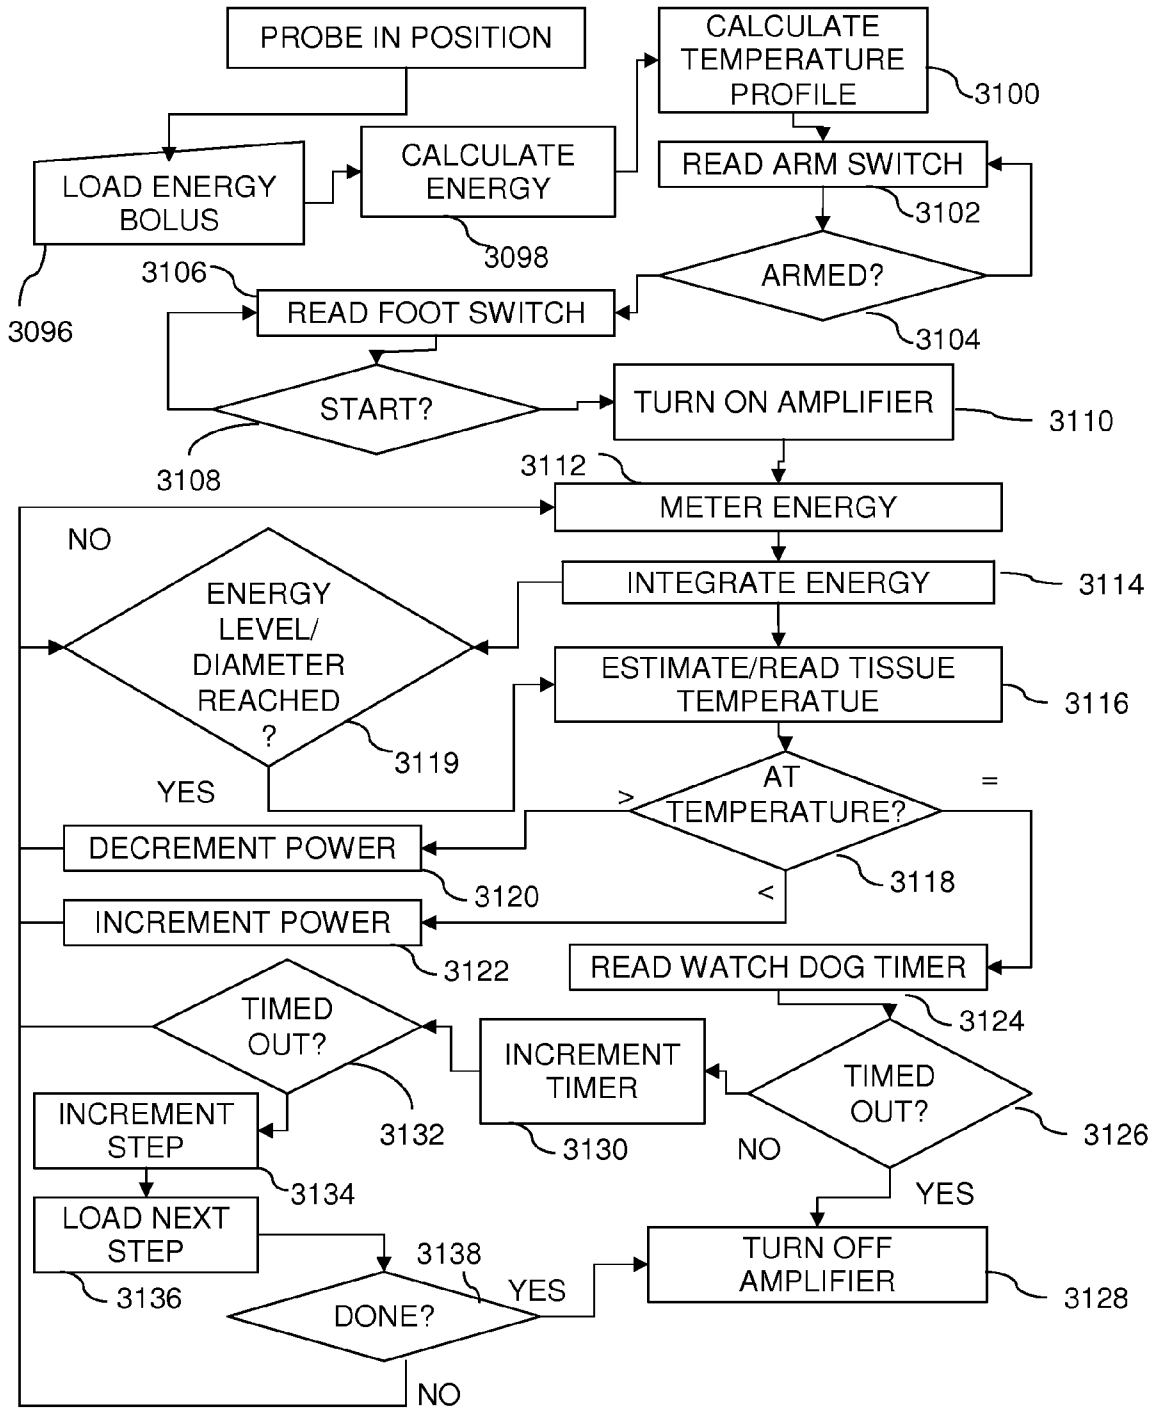 PROBE IN POSITION
CALCULATE
TEMPERATURE
PROFILE
3100
LOAD ENERGY
BOLUS
3096
CALCULATE
ENERGY
3098
READ ARM SWITCH
3102
ARMED?
3104
3106
READ FOOT SWITCH
START?
3108
TURN ON AMPLIFIER
3110
3112
METER ENERGY
NO
INTEGRATE ENERGY
3114
ENERGY
LEVEL/
DIAMETER
REACHED
?
3119
YES
ESTIMATE/READ TISSUE
TEMPERATUE
3116
AT
TEMPERATURE?
>
=
<
3118
DECREMENT POWER
3120
INCREMENT POWER
3122
READ WATCH DOG TIMER
3124
TIMED
OUT?
3126
NO
YES
INCREMENT
TIMER
3130
TIMED
OUT?
3132
INCREMENT
STEP
3134
LOAD NEXT
STEP
3136
3138
DONE?
YES
NO
TURN OFF
AMPLIFIER
3128